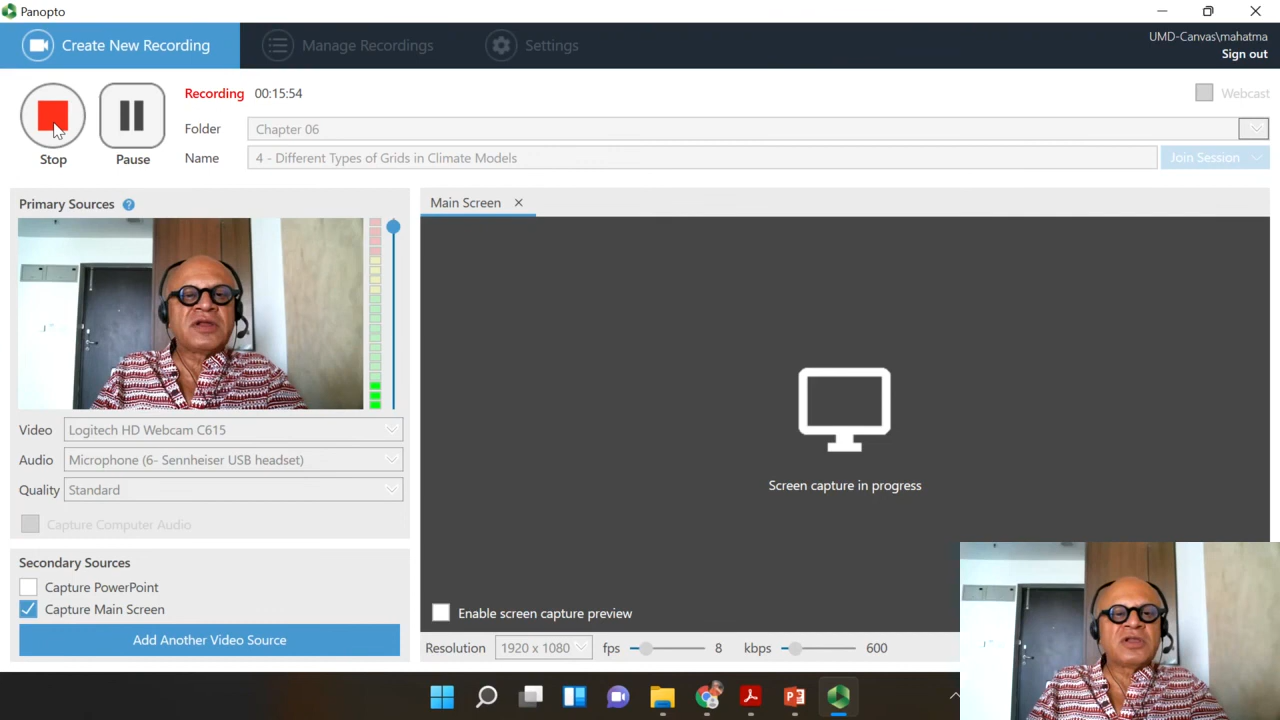 Panopto
Create New Recording
Manage Recordings
Settings
UMD-Canvas\mahatma
Sign out
Recording 00:15:54
Webcast
Folder
Chapter 06
Stop
Pause
Name
4 - Different Types of Grids in Climate Models
Join Session
Primary Sources
?
Main Screen
Video
Logitech HD Webcam C615
Audio
Microphone (6- Sennheiser USB headset)
Quality
Standard
Capture Computer Audio
Screen capture in progress
Secondary Sources
Capture PowerPoint
Capture Main Screen
Add Another Video Source
Enable screen capture preview
Resolution
1920 x 1080
fps
8
kbps
600